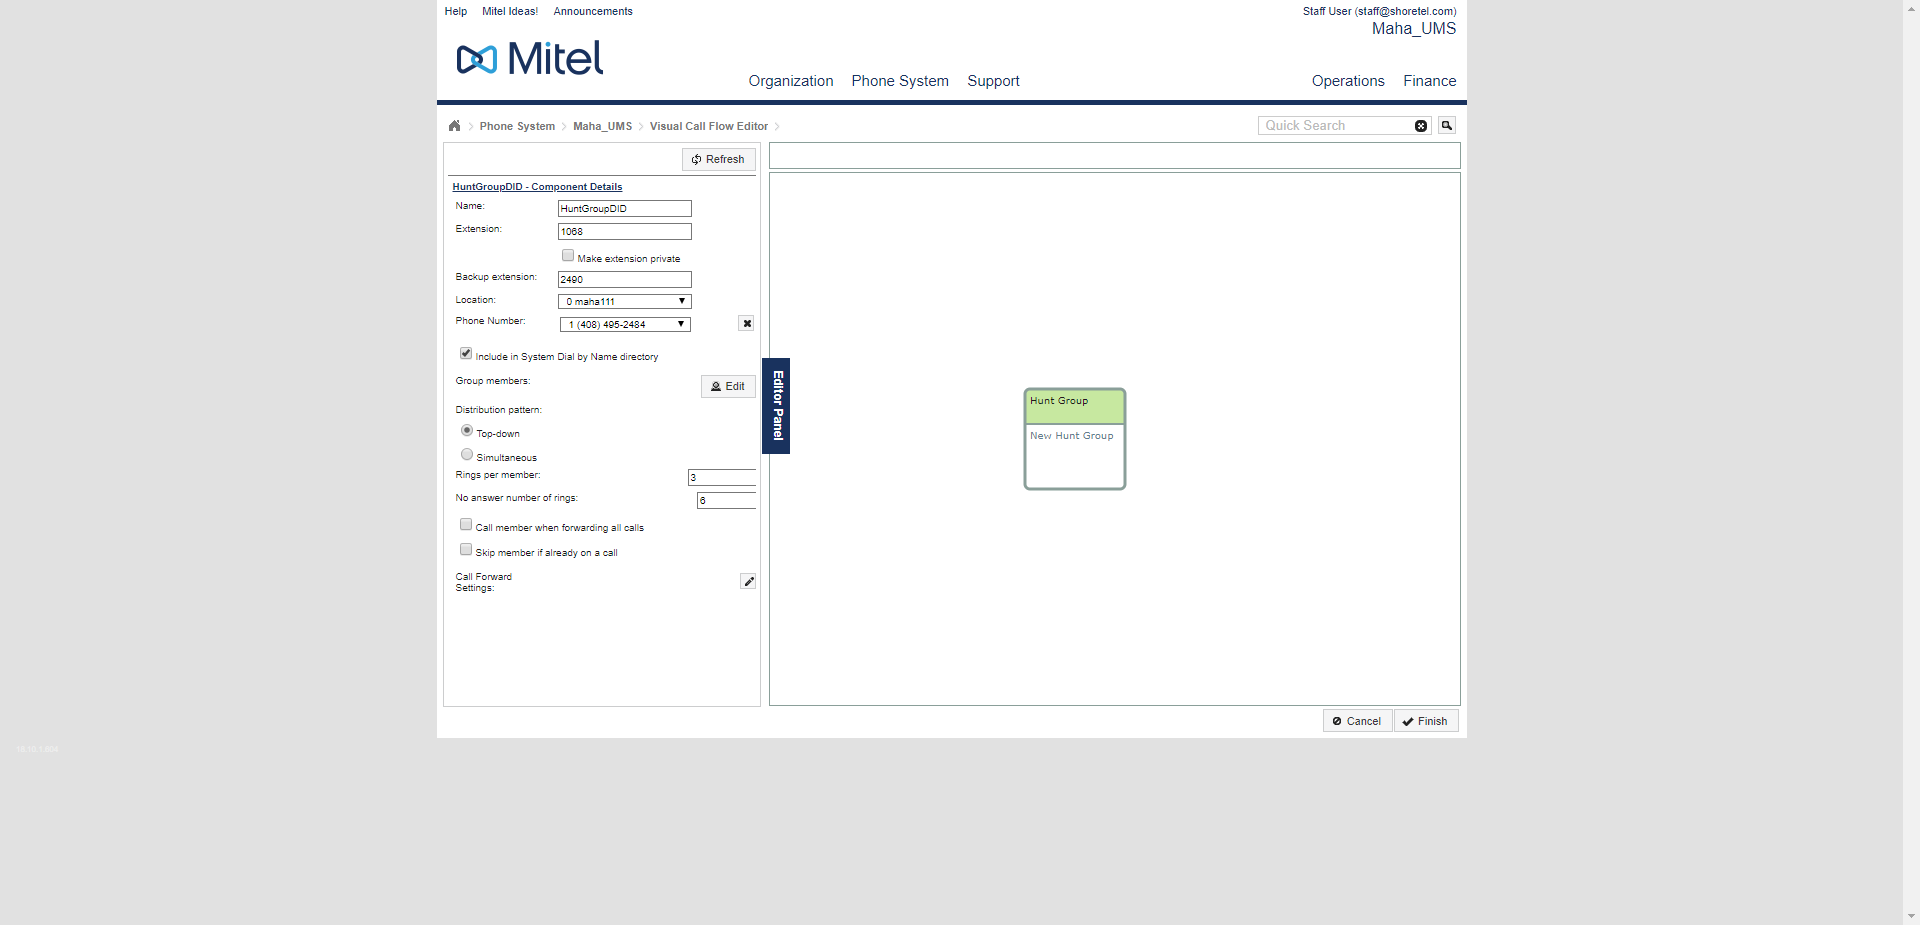 Help Mitel Ideas! Announcements
Staff User (staff@shoretel.com)
Maha_UMS
Mitel
Organization Phone System Support Operations Finance
Phone System Maha_UMS Visual Call Flow Editor
Quick Search
Refresh
HuntGroupDID - Component Details
Name: HuntGroupDID
Extension: 1068
Make extension private
Backup extension: 2490
Location: 0 maha111
Phone Number: 1 (408) 495-2484
Include in System Dial by Name directory
Group members: Edit
Distribution pattern:
Top-down
Simultaneous
Rings per member: 3
No answer number of rings: 6
Call member when forwarding all calls
Skip member if already on a call
Call Forward
Settings:
Editor Panel
Hunt Group
New Hunt Group
Cancel Finish